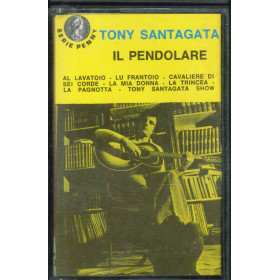 SERIE PENNY
TONY SANTAGATA
IL PENDOLARE
AL LAVATOIO - LU FRANTOIO - CAVALIERE DI
SEI CORDE - LA MIA DONNA - LA TRINCEA -
LA PAGNOTTA - TONY SANTAGATA SHOW